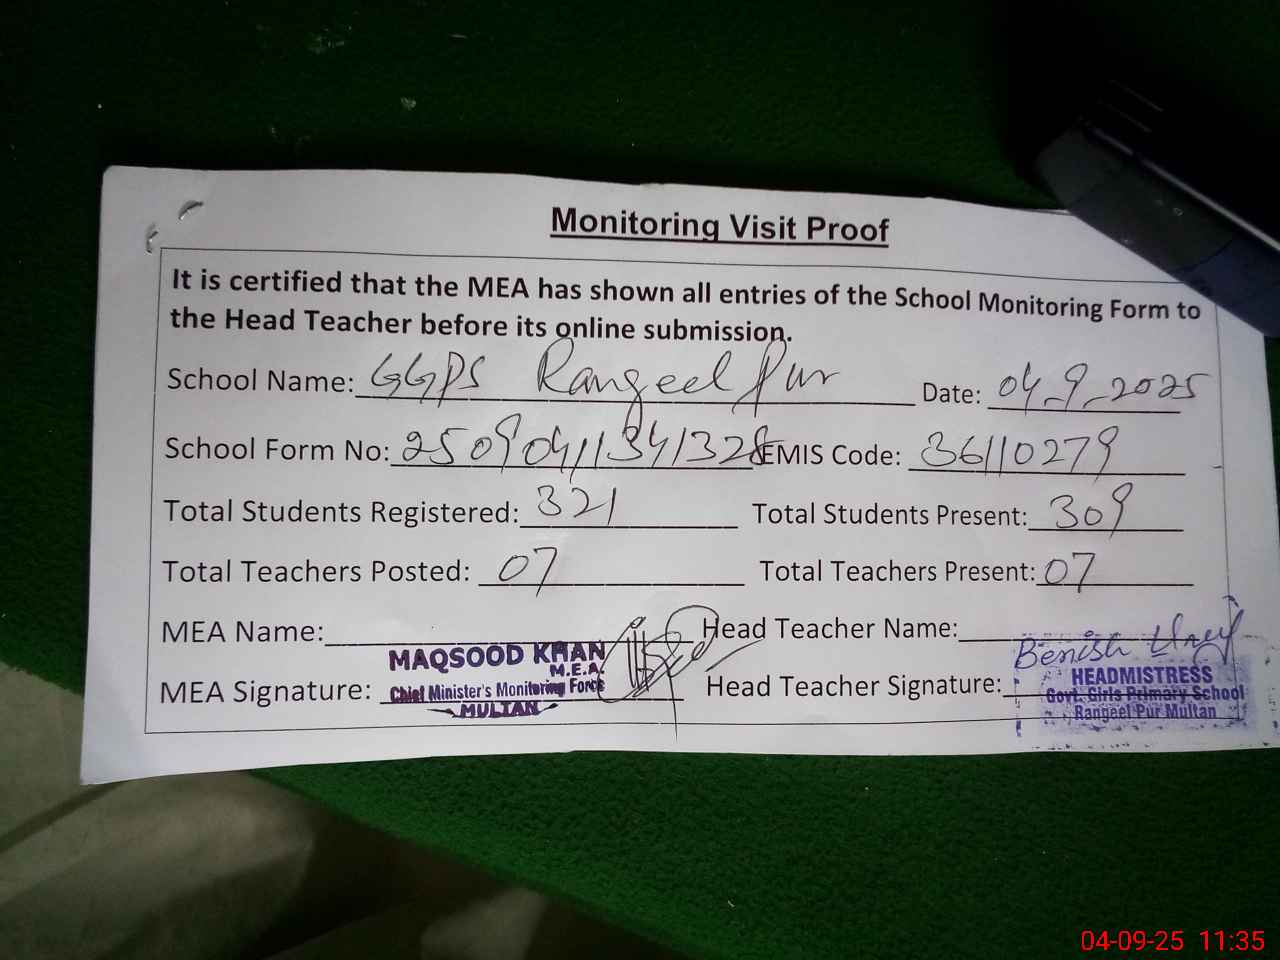 Monitoring Visit Proof
It is certified that the MEA has shown all entries of the School Monitoring Form to
the Head Teacher before its online submission.
School Name: GGPS Rangeel Pur Date: 04-9-2025
School Form No: 25090411341328 EMIS Code: 36110279
Total Students Registered: 321 Total Students Present: 309
Total Teachers Posted: 07 Total Teachers Present: 07
MEA Name: Head Teacher Name:
MAQSOOD KHAN
M.E.A.
MEA Signature: Chief Minister's Monitoring Force
MULTAN
Head Teacher Signature: Benish
HEADMISTRESS
Govt. Girls Primary School
Rangeel Pur Multan
04-09-25 11:35